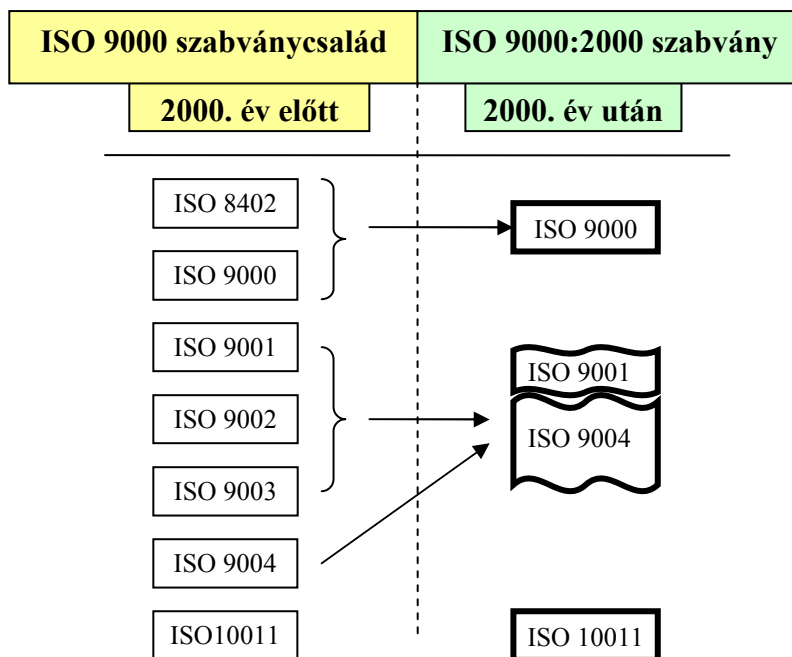 ISO 9000 szabványcsalád
ISO 9000:2000 szabvány
2000. év előtt
2000. év után
ISO 8402
ISO 9000
ISO 9001
ISO 9002
ISO 9003
ISO 9004
ISO10011
ISO 9000
ISO 9001
ISO 9004
ISO 10011